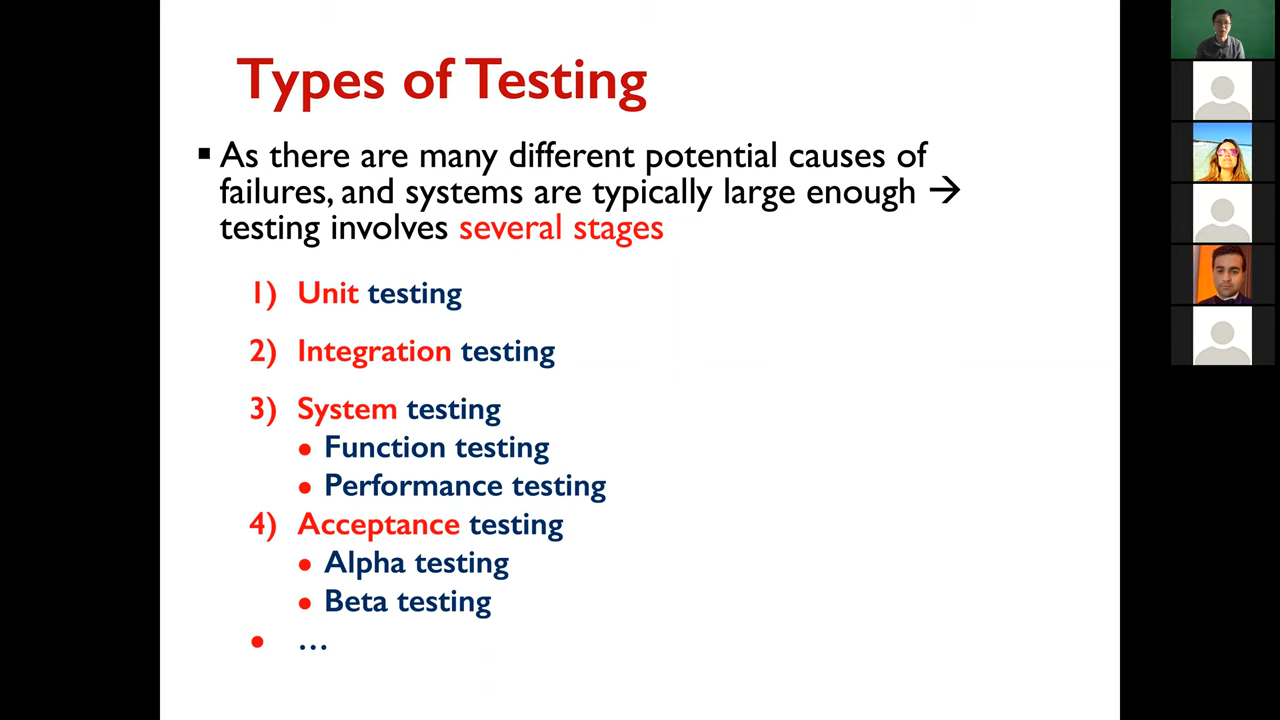 Types of Testing
▪ As there are many different potential causes of
failures, and systems are typically large enough →
testing involves several stages
1) Unit testing
2) Integration testing
3) System testing
• Function testing
• Performance testing
4) Acceptance testing
• Alpha testing
• Beta testing
• …